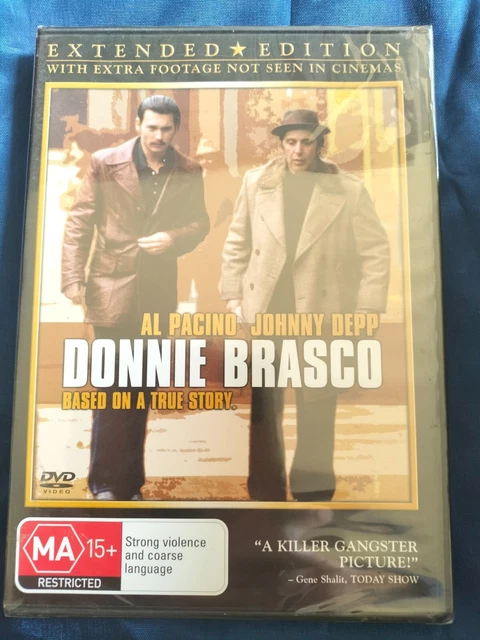 EXTENDED★EDITION
WITH EXTRA FOOTAGE NOT SEEN IN CINEMAS
AL PACINO JOHNNY DEPP
DONNIE BRASCO
BASED ON A TRUE STORY.
DVD
VIDEO
MA 15+
RESTRICTED
Strong violence
and coarse
language
“A KILLER GANGSTER
PICTURE!”
– Gene Shalit, TODAY SHOW